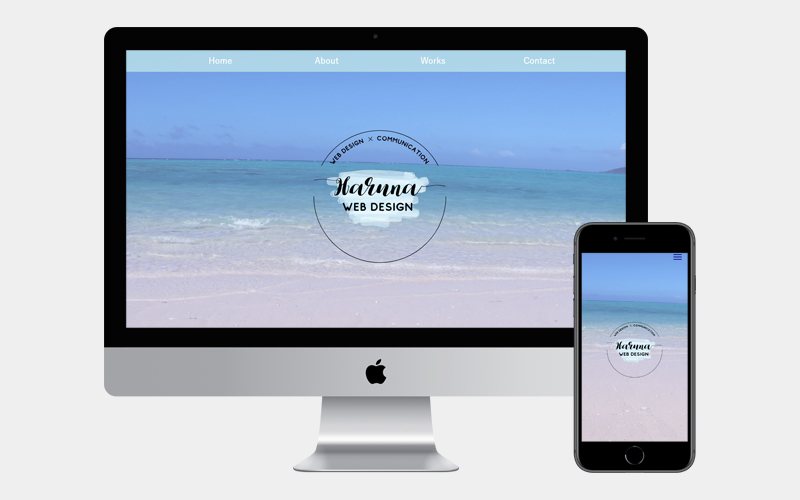 Home About Works Contact
WEB DESIGN × COMMUNICATION
Haruna
WEB DESIGN
WEB DESIGN × COMMUNICATION
Haruna
WEB DESIGN